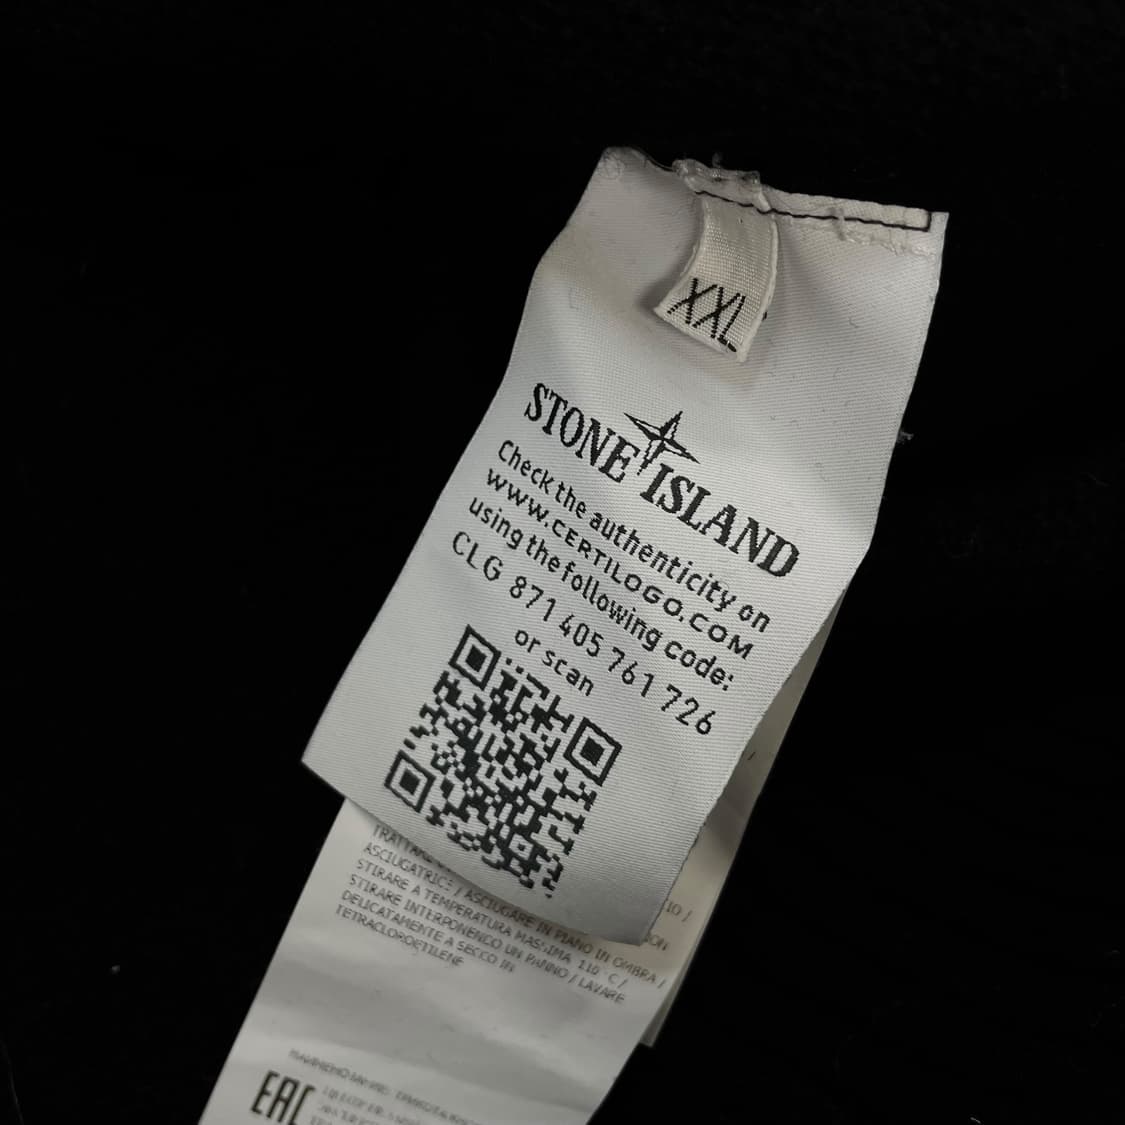 XXL
STONE ISLAND
Check the authenticity on
WWW.CERTILOGO.COM
using the following code:
CLG 871 405 761 726
or scan
TRATTARE
ASCIUGATRICE / ASCIUGARE IN PIANO IN OMBRA /
STIRARE A TEMPERATURA MASSIMA 110° C /
STIRARE INTERPONENDO UN PANNO / LAVARE
DELICATAMENTE A SECCO IN
TETRACLOROETILENE
EAC